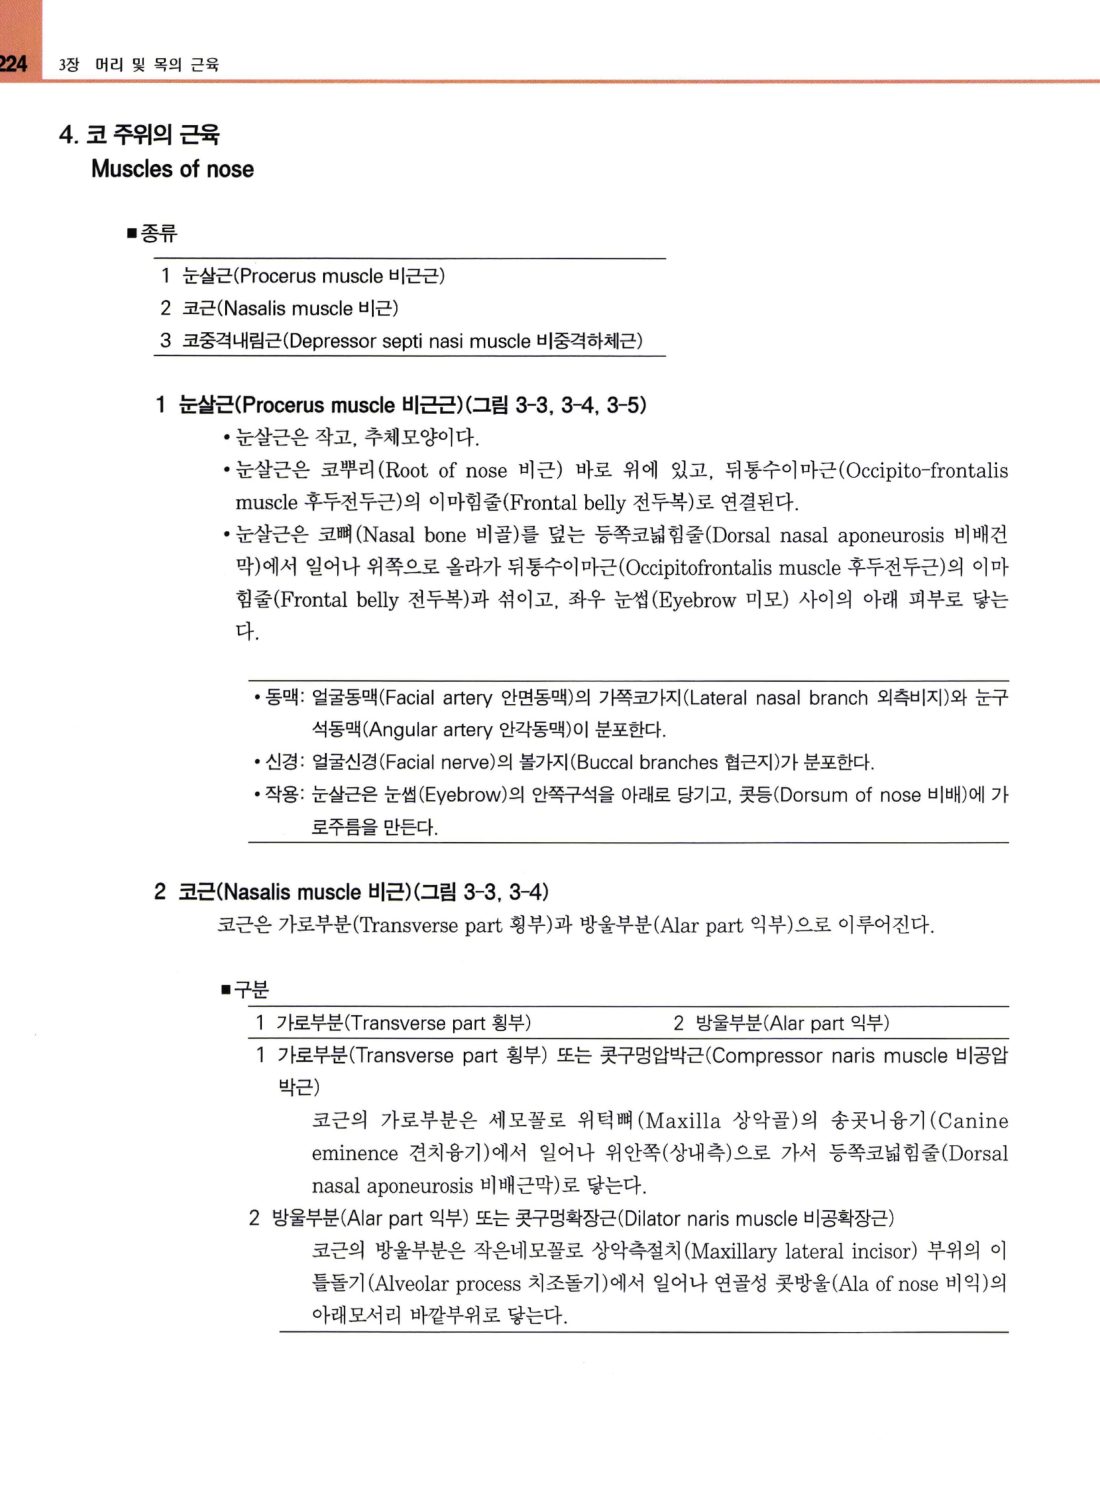 224 3장 머리 및 목의 근육
4. 코 주위의 근육
Muscles of nose
■ 종류
1 눈살근(Procerus muscle 비근근)
2 코근(Nasalis muscle 비근)
3 코중격내림근(Depressor septi nasi muscle 비중격하체근)
1 눈살근(Procerus muscle 비근근)(그림 3-3, 3-4, 3-5)
• 눈살근은 작고, 추체모양이다.
• 눈살근은 코뿌리(Root of nose 비근) 바로 위에 있고, 뒤통수이마근(Occipito-frontalis
muscle 후두전두근)의 이마힘줄(Frontal belly 전두복)로 연결된다.
• 눈살근은 코뼈(Nasal bone 비골)를 덮는 등쪽코넓힘줄(Dorsal nasal aponeurosis 비배건
막)에서 일어나 위쪽으로 올라가 뒤통수이마근(Occipitofrontalis muscle 후두전두근)의 이마
힘줄(Frontal belly 전두복)과 섞이고, 좌우 눈썹(Eyebrow 미모) 사이의 아래 피부로 닿는
다.
• 동맥: 얼굴동맥(Facial artery 안면동맥)의 가쪽코가지(Lateral nasal branch 외측비지)와 눈구
석동맥(Angular artery 안각동맥)이 분포한다.
• 신경: 얼굴신경(Facial nerve)의 볼가지(Buccal branches 협근지)가 분포한다.
• 작용: 눈살근은 눈썹(Eyebrow)의 안쪽구석을 아래로 당기고, 콧등(Dorsum of nose 비배)에 가
로주름을 만든다.
2 코근(Nasalis muscle 비근)(그림 3-3, 3-4)
코근은 가로부분(Transverse part 횡부)과 방울부분(Alar part 익부)으로 이루어진다.
■ 구분
1 가로부분(Transverse part 횡부) 2 방울부분(Alar part 익부)
1 가로부분(Transverse part 횡부) 또는 콧구멍압박근(Compressor naris muscle 비공압
박근)
코근의 가로부분은 세모꼴로 위턱뼈(Maxilla 상악골)의 송곳니융기(Canine
eminence 견치융기)에서 일어나 위안쪽(상내측)으로 가서 등쪽코넓힘줄(Dorsal
nasal aponeurosis 비배근막)로 닿는다.
2 방울부분(Alar part 익부) 또는 콧구멍확장근(Dilator naris muscle 비공확장근)
코근의 방울부분은 작은네모꼴로 상악측절치(Maxillary lateral incisor) 부위의 이
틀돌기(Alveolar process 치조돌기)에서 일어나 연골성 콧방울(Ala of nose 비익)의
아래모서리 바깥부위로 닿는다.